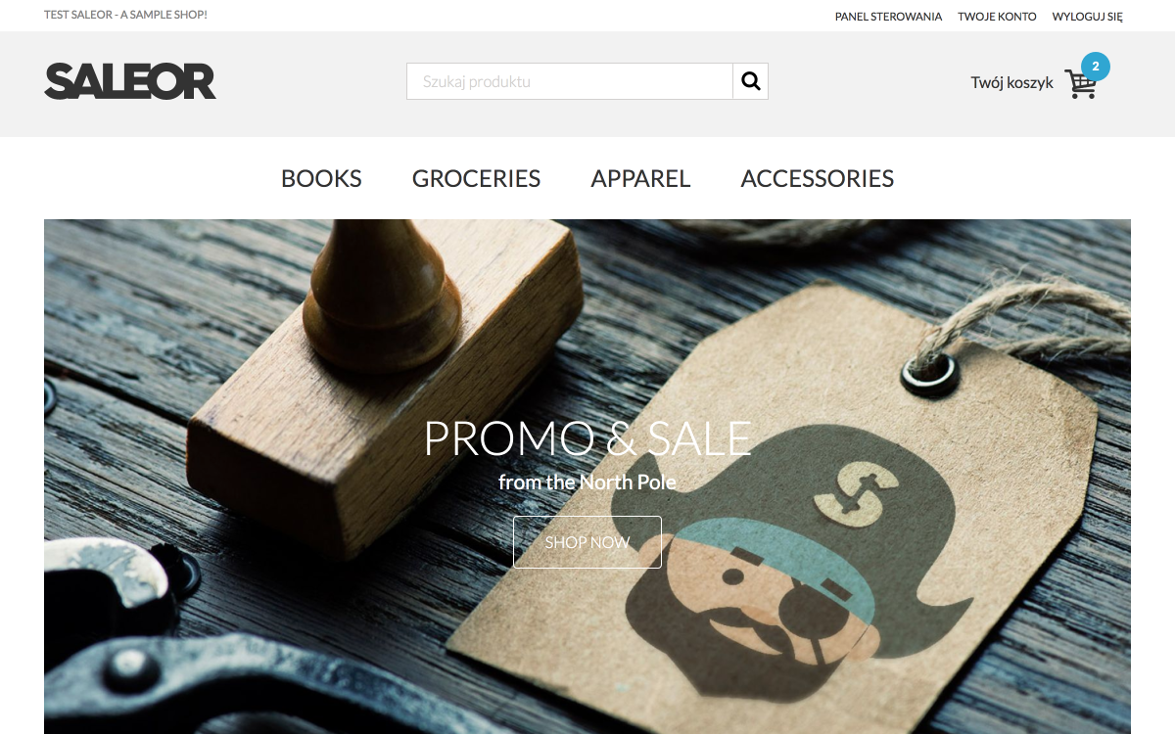 TEST SALEOR - A SAMPLE SHOP!
PANEL STEROWANIA TWOJE KONTO WYLOGUJ SIĘ
SALEOR
Szukaj produktu
Twój koszyk
2
BOOKS GROCERIES APPAREL ACCESSORIES
PROMO & SALE
from the North Pole
SHOP NOW
S